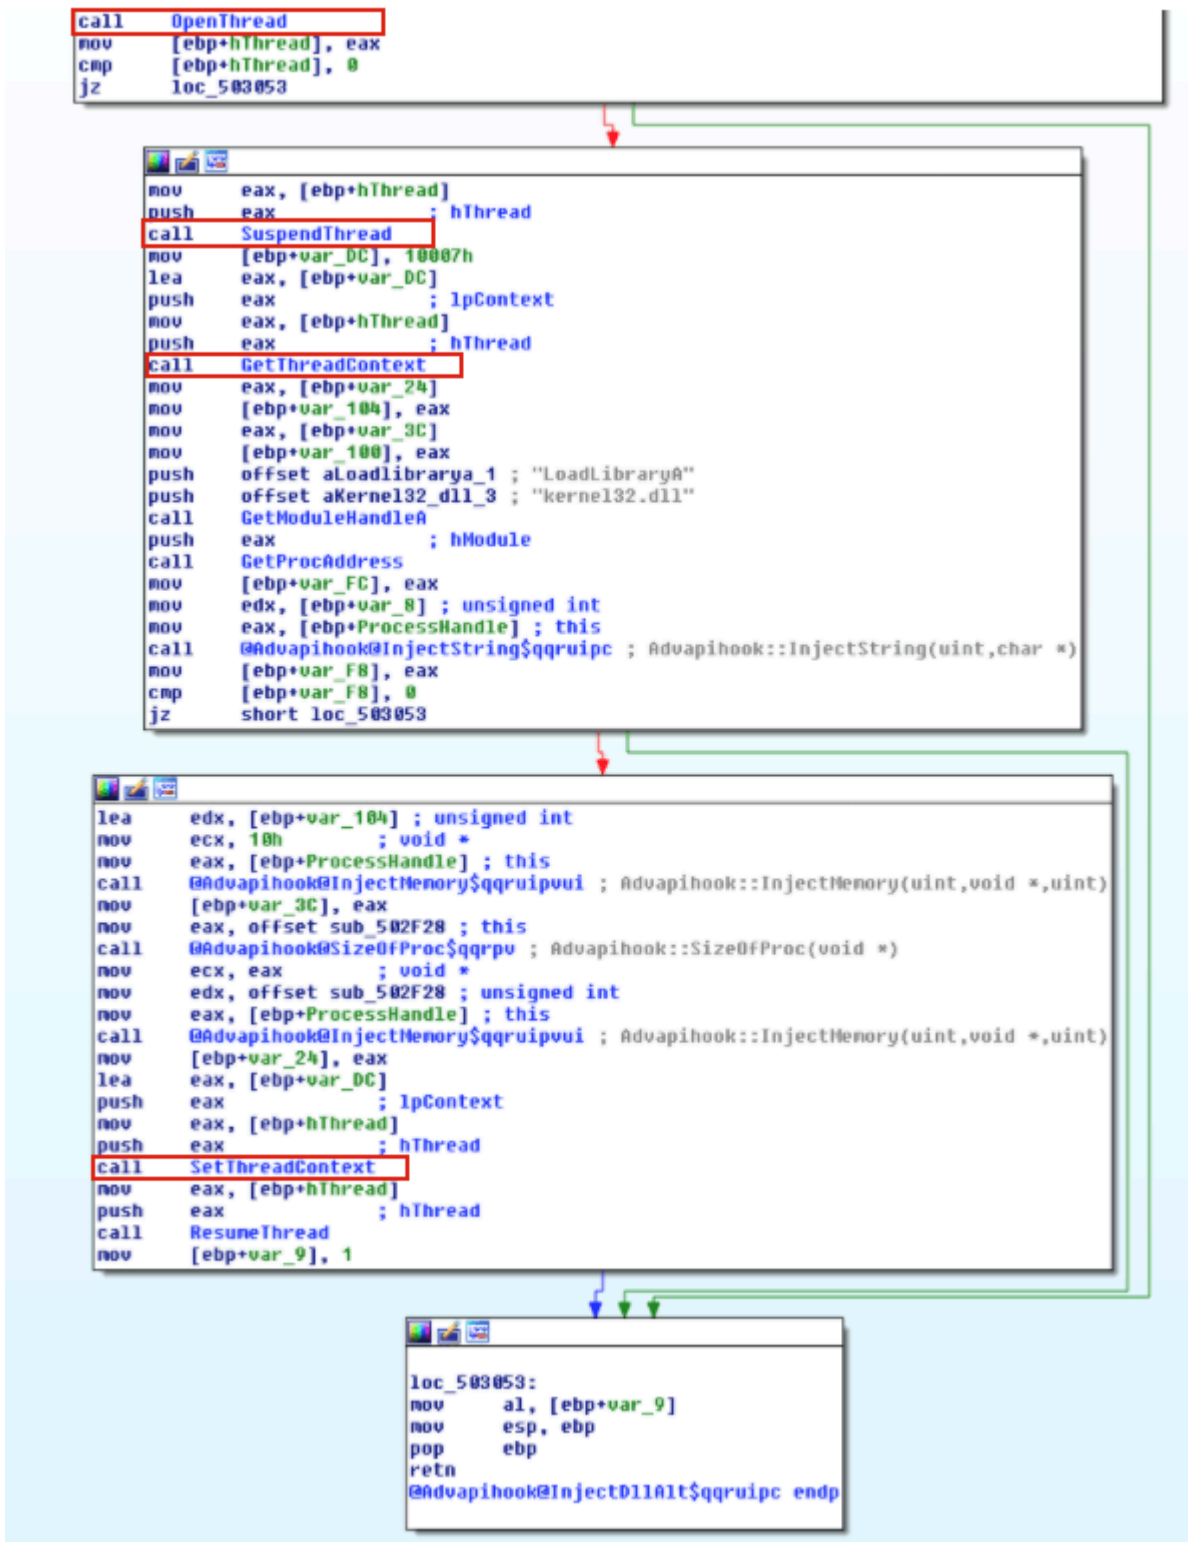 call OpenThread
mov [ebp+hThread], eax
cmp [ebp+hThread], 0
jz loc_503053
mov eax, [ebp+hThread]
push eax ; hThread
call SuspendThread
mov [ebp+var_DC], 10007h
lea eax, [ebp+var_DC]
push eax ; lpContext
mov eax, [ebp+hThread]
push eax ; hThread
call GetThreadContext
mov eax, [ebp+var_24]
mov [ebp+var_104], eax
mov eax, [ebp+var_3C]
mov [ebp+var_100], eax
push offset aLoadlibrarya_1 ; "LoadLibraryA"
push offset aKernel32_dll_3 ; "kernel32.dll"
call GetModuleHandleA
push eax ; hModule
call GetProcAddress
mov [ebp+var_FC], eax
mov edx, [ebp+var_8] ; unsigned int
mov eax, [ebp+ProcessHandle] ; this
call @Advapihook@InjectString$qqruipc ; Advapihook::InjectString(uint,char *)
mov [ebp+var_F8], eax
cmp [ebp+var_F8], 0
jz short loc_503053
lea edx, [ebp+var_104] ; unsigned int
mov ecx, 10h ; void *
mov eax, [ebp+ProcessHandle] ; this
call @Advapihook@InjectMemory$qqruipvui ; Advapihook::InjectMemory(uint,void *,uint)
mov [ebp+var_3C], eax
mov eax, offset sub_502F28 ; this
call @Advapihook@SizeOfProc$qqrpv ; Advapihook::SizeOfProc(void *)
mov ecx, eax ; void *
mov edx, offset sub_502F28 ; unsigned int
mov eax, [ebp+ProcessHandle] ; this
call @Advapihook@InjectMemory$qqruipvui ; Advapihook::InjectMemory(uint,void *,uint)
mov [ebp+var_24], eax
lea eax, [ebp+var_DC]
push eax ; lpContext
mov eax, [ebp+hThread]
push eax ; hThread
call SetThreadContext
mov eax, [ebp+hThread]
push eax ; hThread
call ResumeThread
mov [ebp+var_9], 1
loc_503053:
mov al, [ebp+var_9]
mov esp, ebp
pop ebp
retn
@Advapihook@InjectDllAlt$qqruipc endp